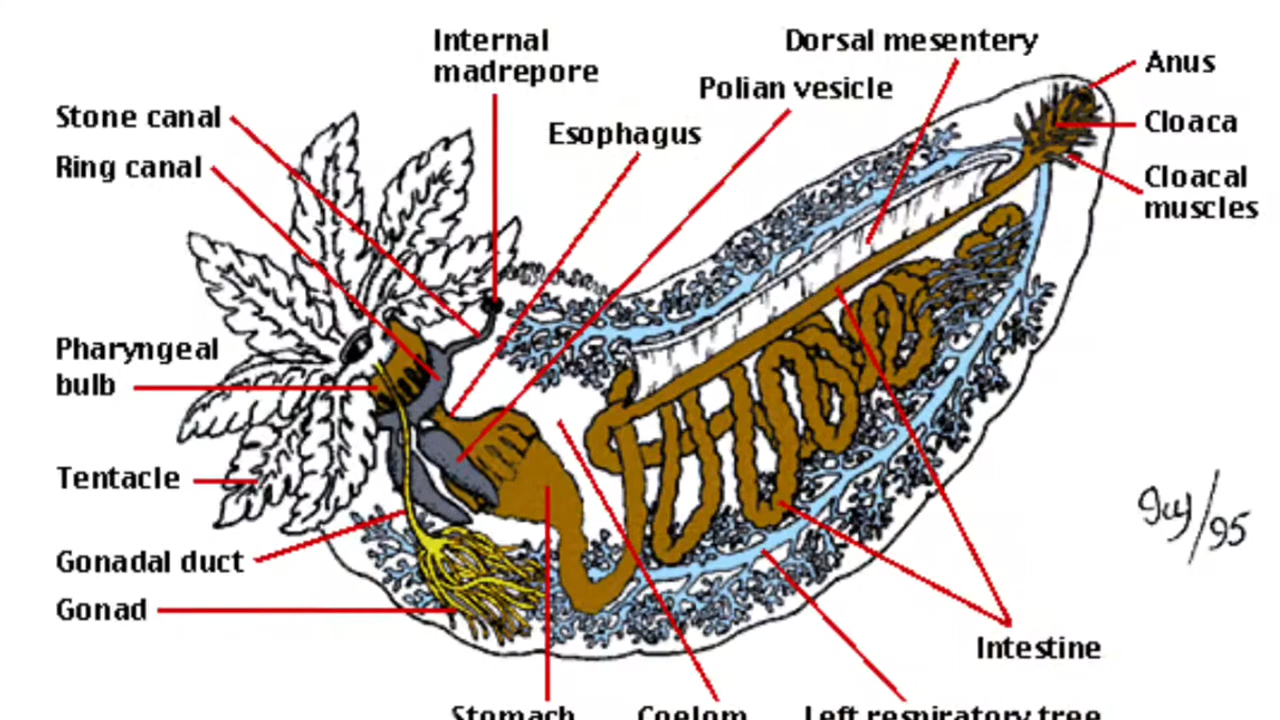 Internal
madrepore
Dorsal mesentery
Anus
Polian vesicle
Stone canal
Esophagus
Cloaca
Ring canal
Cloacal
muscles
Pharyngeal
bulb
Tentacle
Gonadal duct
Gonad
Intestine
Stomach
Coelom
Left respiratory tree
/95